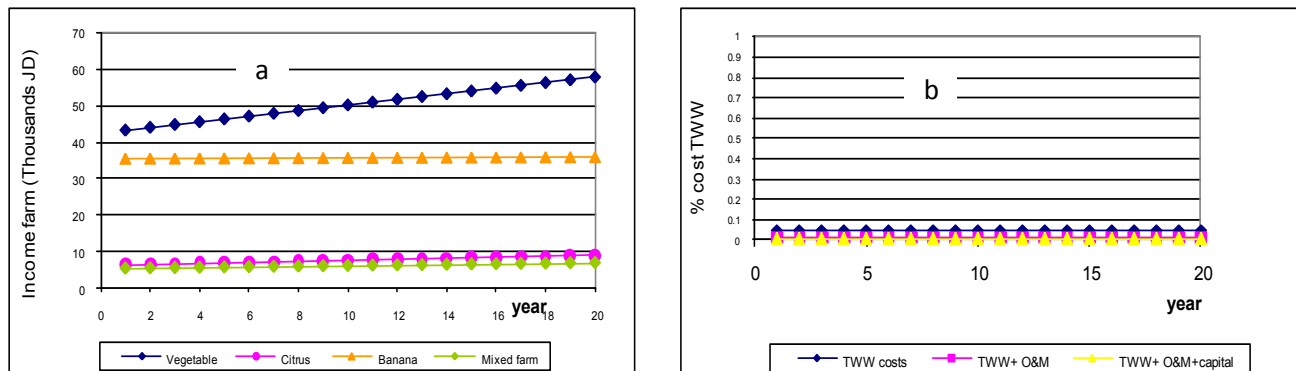 a
Income farm (Thousands JD)
70
60
50
40
30
20
10
0
0 2 4 6 8 10 12 14 16 18 20
year
Vegetable Citrus Banana Mixed farm
b
% cost TWW
1
0.9
0.8
0.7
0.6
0.5
0.4
0.3
0.2
0.1
0
0 5 10 15 20
year
TWW costs TWW+ O&M TWW+ O&M+capital